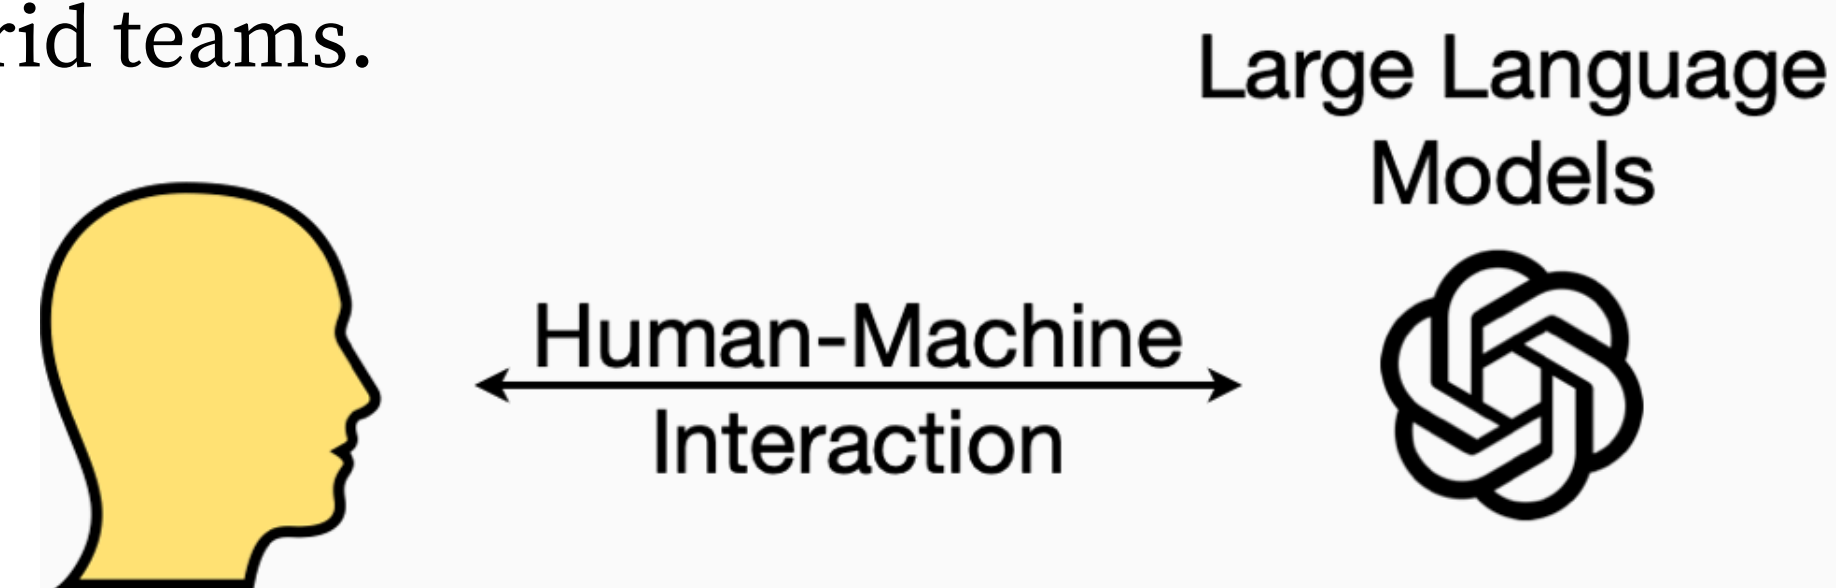 rid teams.
Large Language
Models
Human-Machine
Interaction